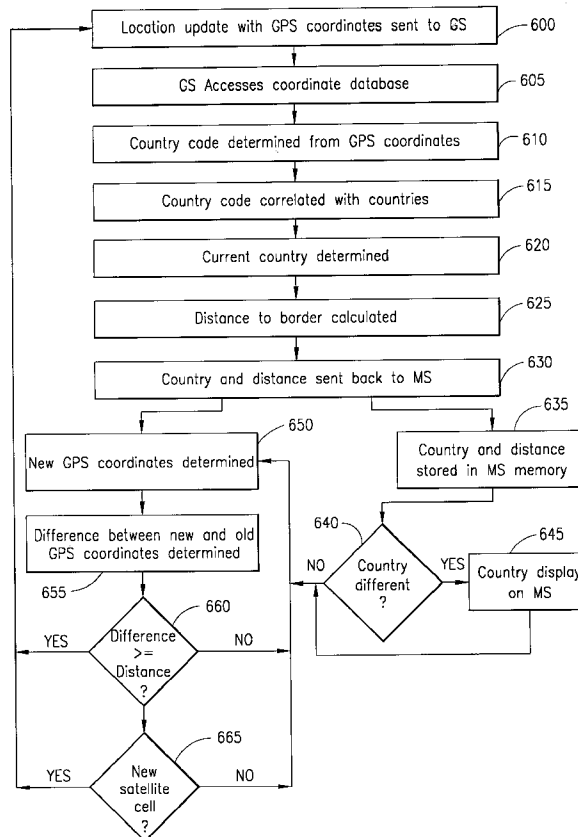 Location update with GPS coordinates sent to GS
600
GS Accesses coordinate database
605
Country code determined from GPS coordinates
610
Country code correlated with countries
615
Current country determined
620
Distance to border calculated
625
Country and distance sent back to MS
630
650
New GPS coordinates determined
635
Country and distance
stored in MS memory
Difference between new and old
GPS coordinates determined
655
640
Country
different
?
NO
YES
645
Country display
on MS
660
Difference
>=
Distance
?
YES
NO
665
New
satellite
cell
?
YES
NO